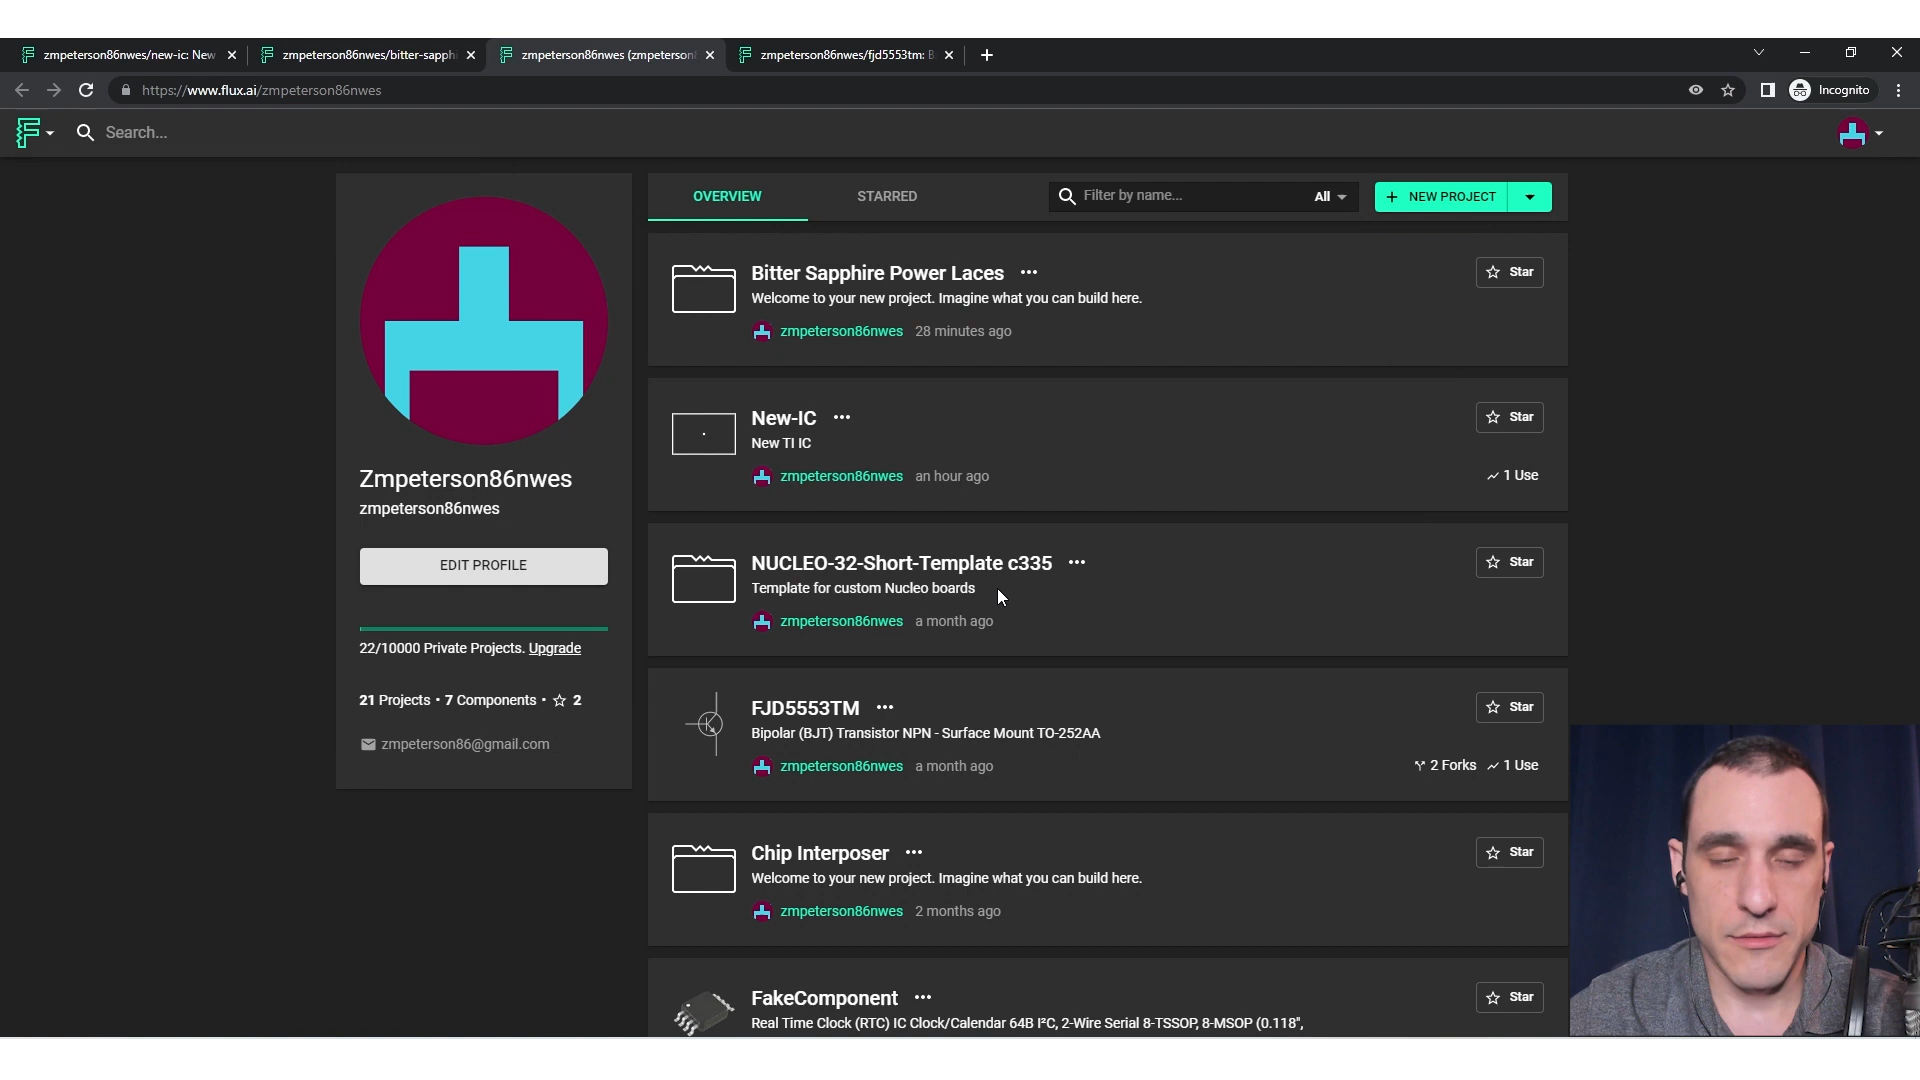 zmpeterson86nwes/new-ic: New
zmpeterson86nwes/bitter-sapphi
zmpeterson86nwes (zmpeterson
zmpeterson86nwes/fjd5553tm: B
https://www.flux.ai/zmpeterson86nwes
Incognito
Search...
OVERVIEW
STARRED
Filter by name...
All
+ NEW PROJECT
Bitter Sapphire Power Laces ...
Star
Welcome to your new project. Imagine what you can build here.
zmpeterson86nwes 28 minutes ago
New-IC ...
Star
New TI IC
zmpeterson86nwes an hour ago
1 Use
Zmpeterson86nwes
zmpeterson86nwes
EDIT PROFILE
22/10000 Private Projects. Upgrade
21 Projects • 7 Components • 2
zmpeterson86@gmail.com
NUCLEO-32-Short-Template c335 ...
Star
Template for custom Nucleo boards
zmpeterson86nwes a month ago
FJD5553TM ...
Star
Bipolar (BJT) Transistor NPN - Surface Mount TO-252AA
zmpeterson86nwes a month ago
2 Forks 1 Use
Chip Interposer ...
Star
Welcome to your new project. Imagine what you can build here.
zmpeterson86nwes 2 months ago
FakeComponent ...
Star
Real Time Clock (RTC) IC Clock/Calendar 64B I²C, 2-Wire Serial 8-TSSOP, 8-MSOP (0.118",